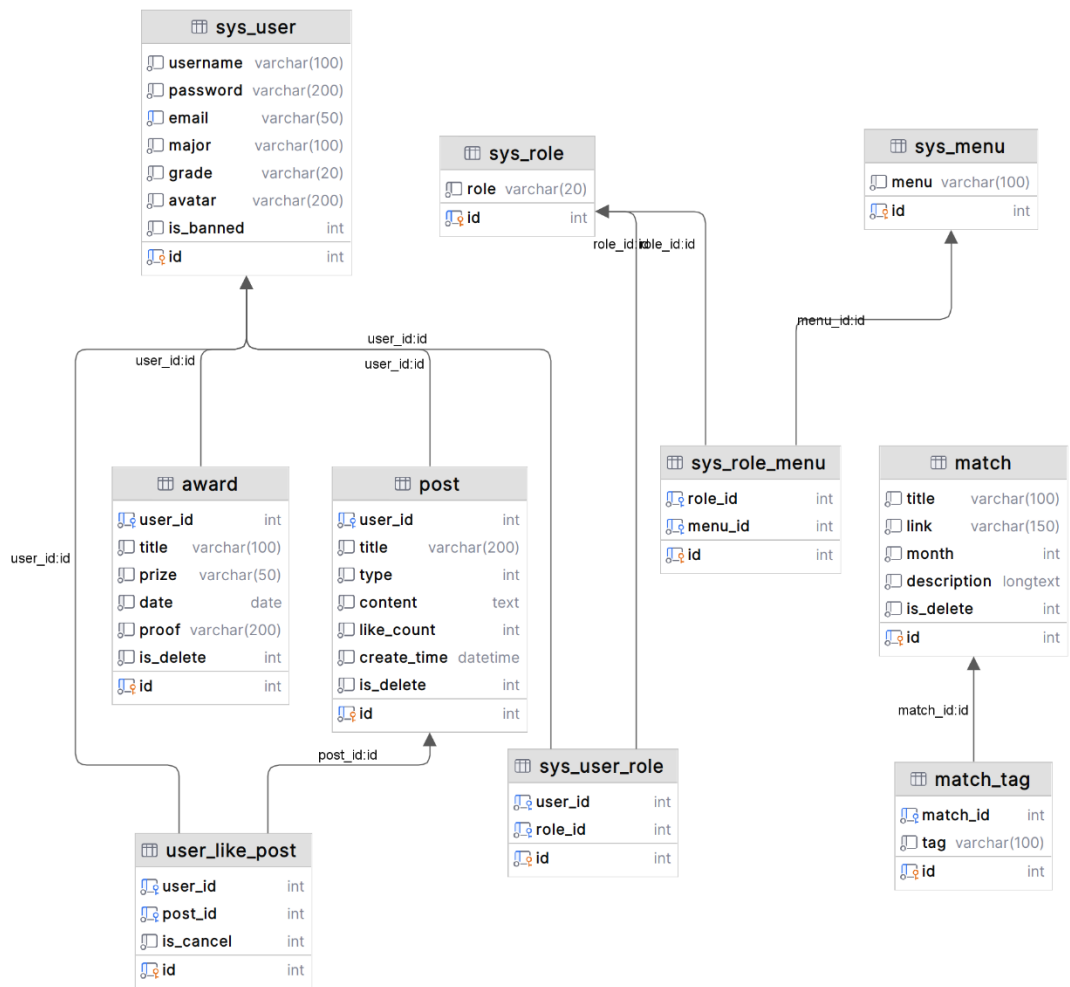 sys_user
username varchar(100)
password varchar(200)
email varchar(50)
major varchar(100)
grade varchar(20)
avatar varchar(200)
is_banned int
id int
sys_role
role varchar(20)
id int
sys_menu
menu varchar(100)
id int
role_id:id
role_id:id
menu_id:id
user_id:id
user_id:id
user_id:id
user_id:id
award
user_id int
title varchar(100)
prize varchar(50)
date date
proof varchar(200)
is_delete int
id int
post
user_id int
title varchar(200)
type int
content text
like_count int
create_time datetime
is_delete int
id int
sys_role_menu
role_id int
menu_id int
id int
match
title varchar(100)
link varchar(150)
month int
description longtext
is_delete int
id int
match_id:id
post_id:id
sys_user_role
user_id int
role_id int
id int
match_tag
match_id int
tag varchar(100)
id int
user_like_post
user_id int
post_id int
is_cancel int
id int